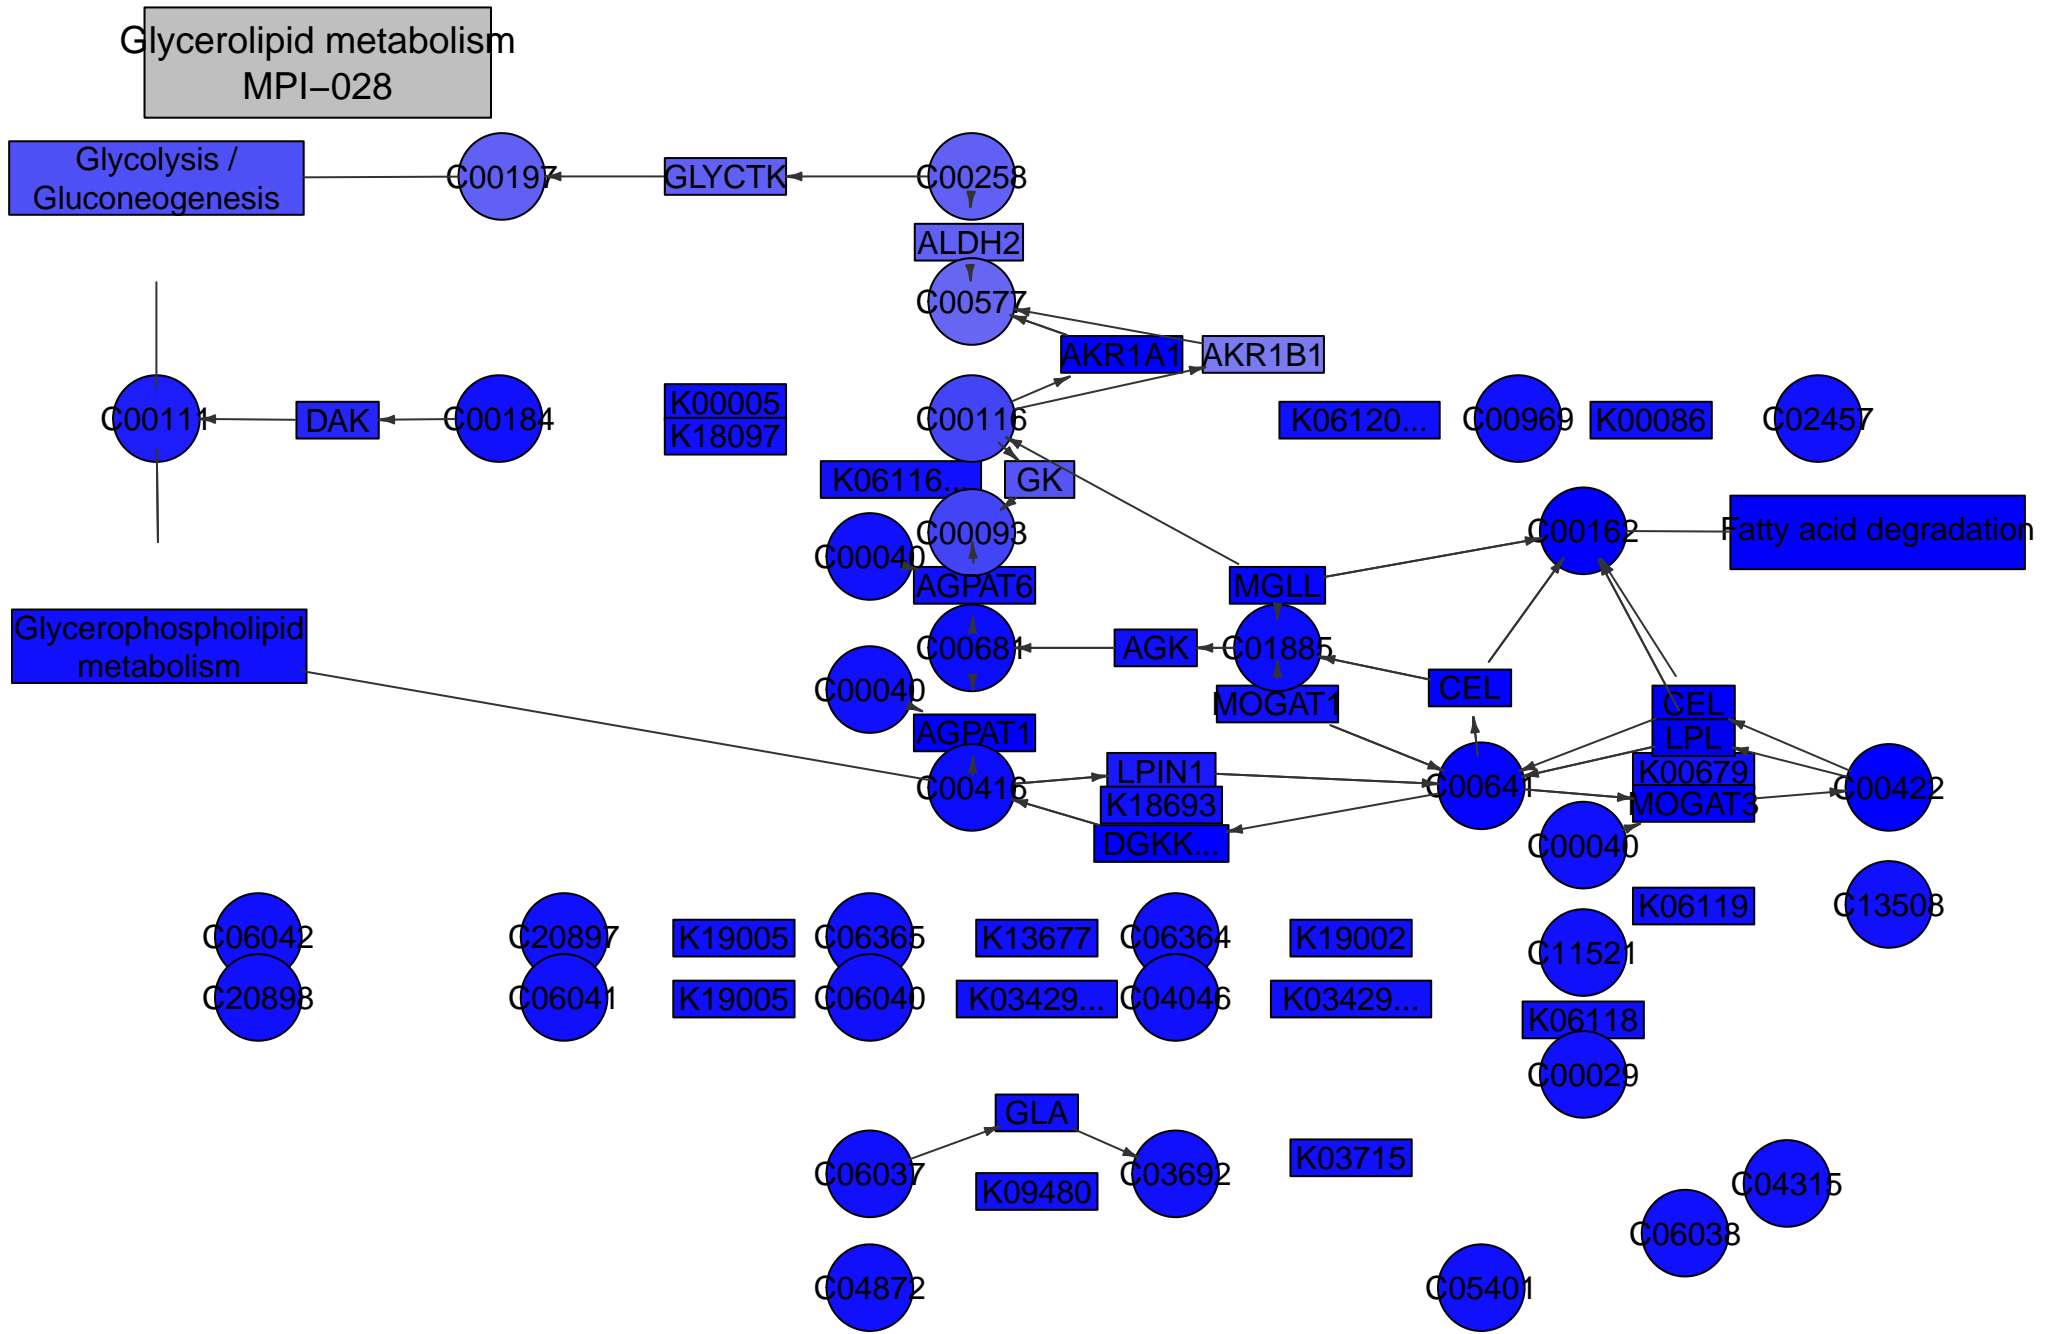 Glycerolipid metabolism
MPI−028
Glycolysis /
Gluconeogenesis
C00197
GLYCTK
C00258
ALDH2
C00577
AKR1A1
AKR1B1
C00111
DAK
C00184
K00005
K18097
C00116
K06120...
C00969
K00086
C02457
K06116...
GK
C00093
C00162
Fatty acid degradation
C00040
AGPAT6
MGLL
Glycerophospholipid
metabolism
C00681
AGK
C01885
C00040
MOGAT1
CEL
CEL
AGPAT1
LPL
C00416
LPIN1
K18693
DGKK...
C00641
K00679
MOGAT3
C00422
C00040
K06119
C13508
C06042
C20897
K19005
C06365
K13677
C06364
K19002
C11521
C20898
C06041
K19005
C06040
K03429...
C04046
K03429...
K06118
C00029
GLA
C06037
C03692
K03715
K09480
C04315
C06038
C04872
C05401